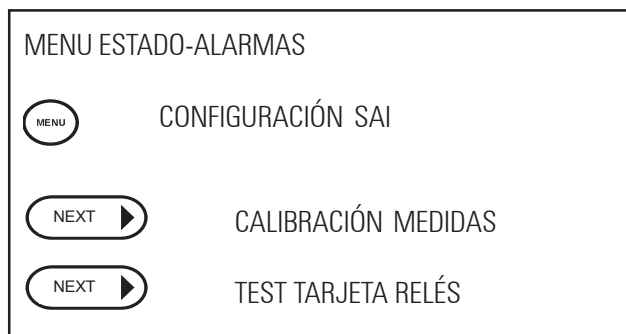 MENU ESTADO-ALARMAS
MENU CONFIGURACIÓN SAI
NEXT CALIBRACIÓN MEDIDAS
NEXT TEST TARJETA RELÉS